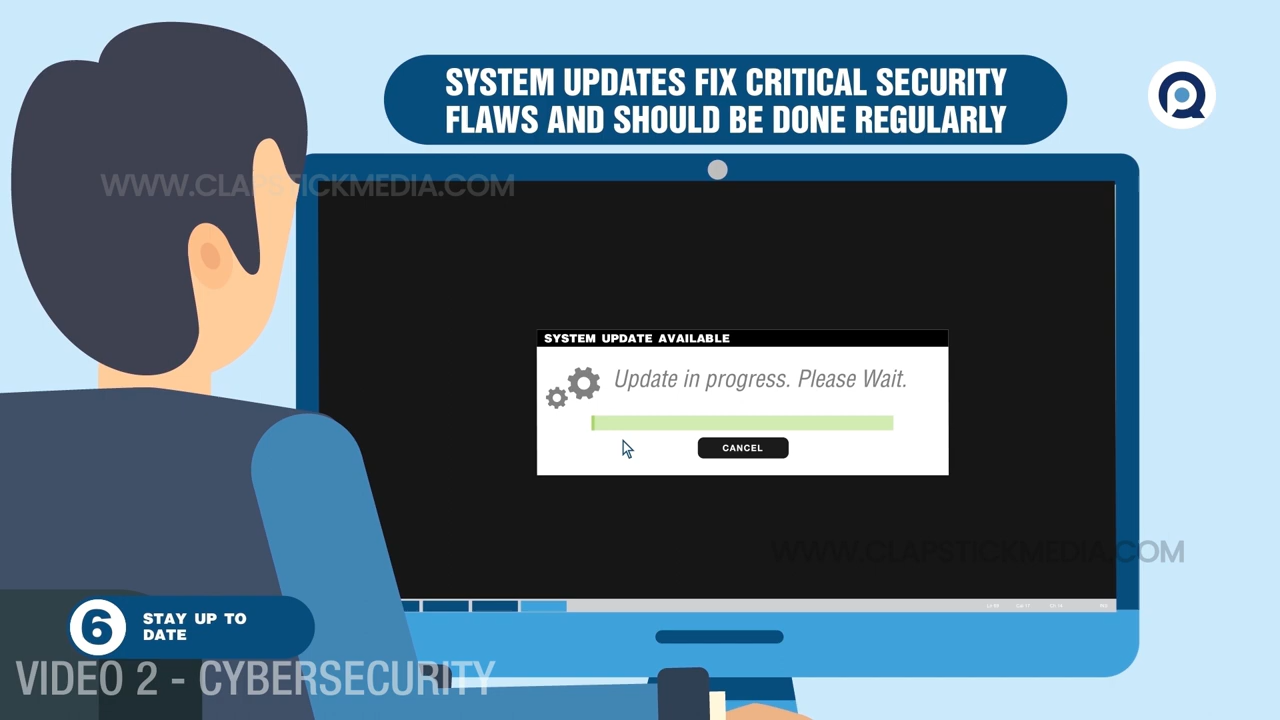 SYSTEM UPDATES FIX CRITICAL SECURITY
FLAWS AND SHOULD BE DONE REGULARLY
WWW.CLAPSTICKMEDIA.COM
SYSTEM UPDATE AVAILABLE
Update in progress. Please Wait.
CANCEL
WWW.CLAPSTICKMEDIA.COM
6
STAY UP TO
DATE
VIDEO 2 - CYBERSECURITY